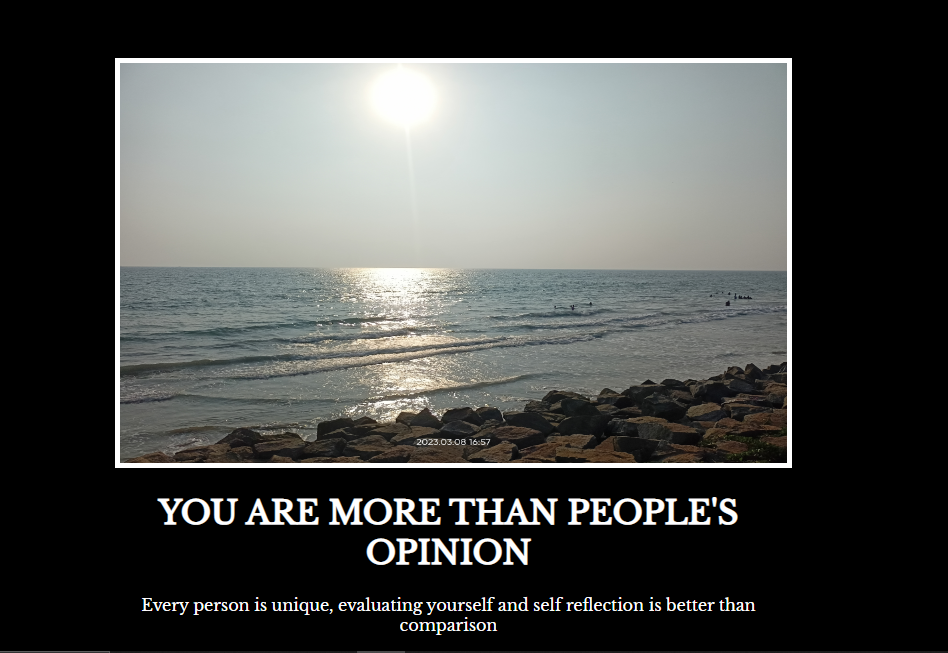 2023.03.08 16:57
YOU ARE MORE THAN PEOPLE'S
OPINION
Every person is unique, evaluating yourself and self reflection is better than
comparison